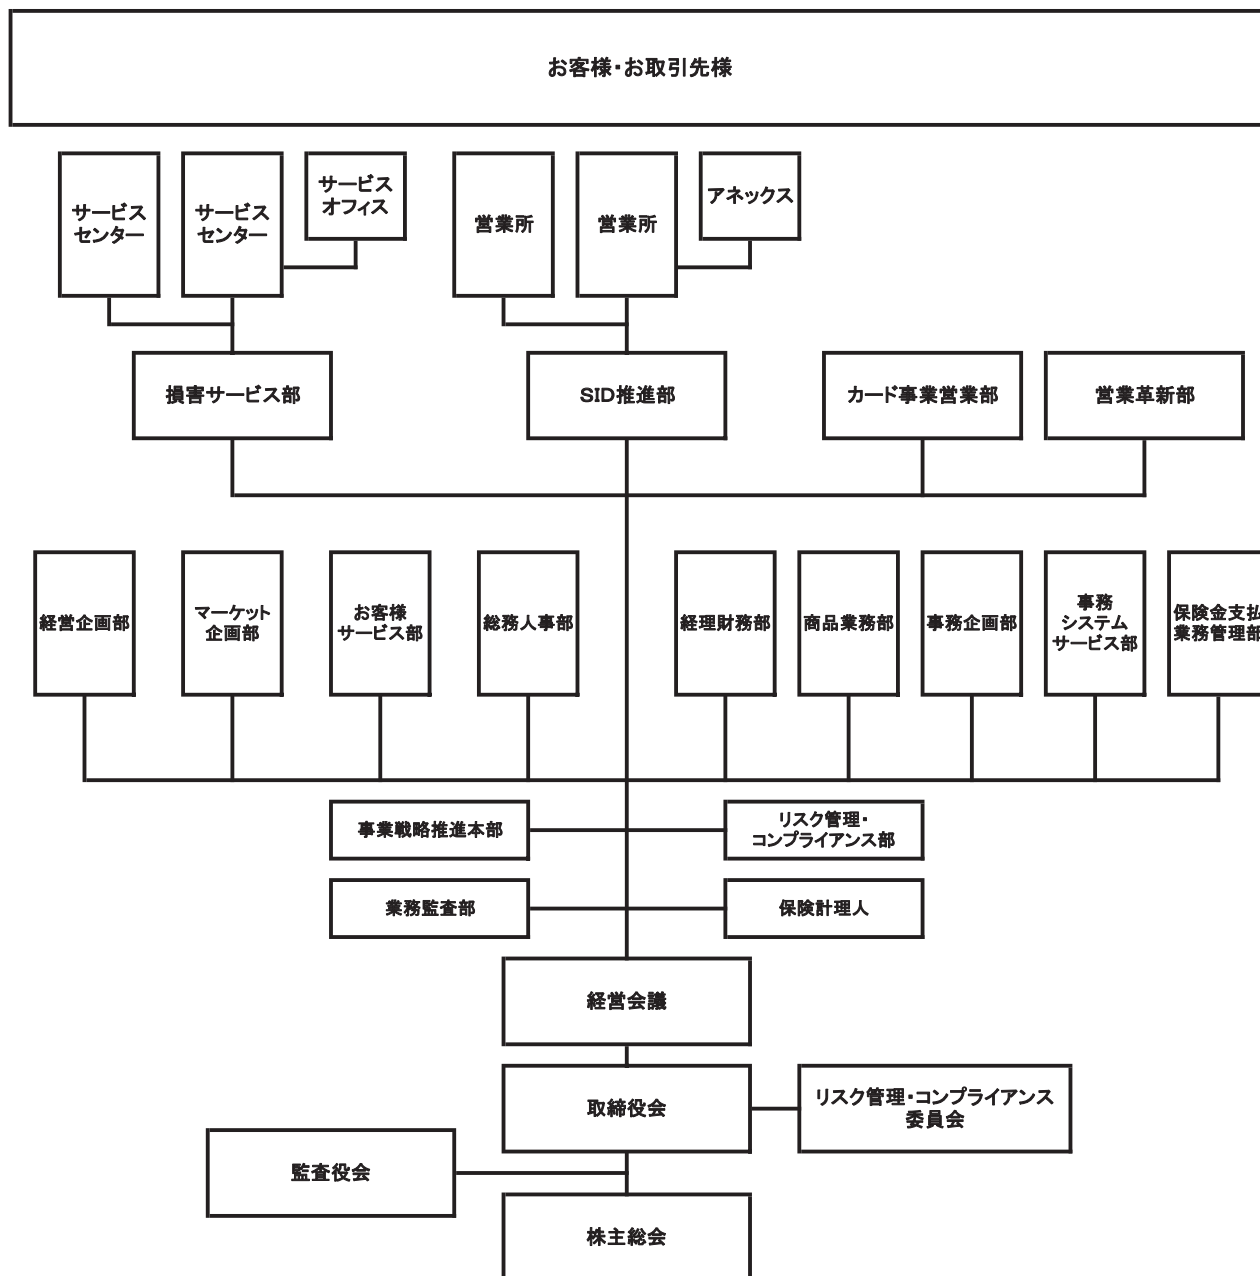 お客様・お取引先様
サービス
センター
サービス
センター
サービス
オフィス
営業所
営業所
アネックス
損害サービス部
SID推進部
カード事業営業部
営業革新部
経営企画部
マーケット
企画部
お客様
サービス部
総務人事部
経理財務部
商品業務部
事務企画部
事務
システム
サービス部
保険金支払
業務管理部
事業戦略推進本部
リスク管理・
コンプライアンス部
業務監査部
保険計理人
経営会議
取締役会
リスク管理・コンプライアンス
委員会
監査役会
株主総会